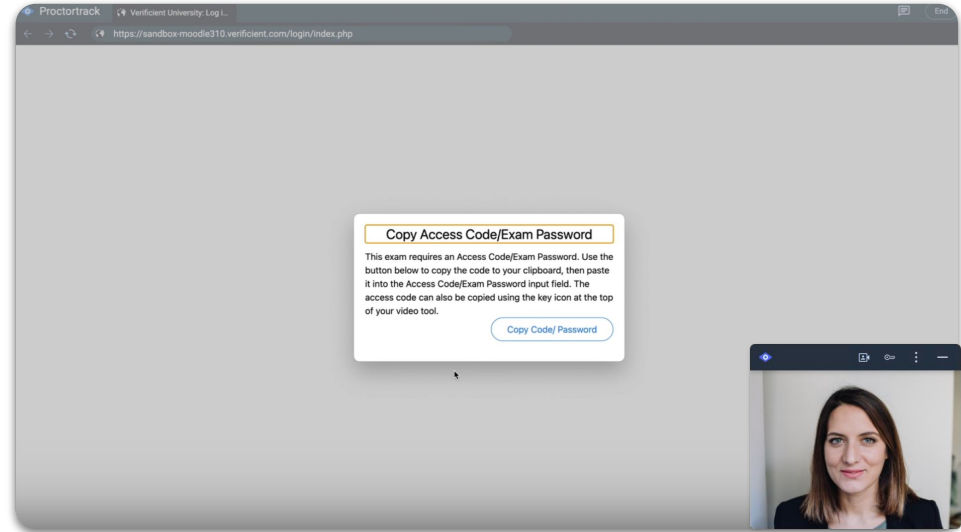 Proctortrack
Verificient University: Log i...
End
https://sandbox-moodle310.verificient.com/login/index.php
Copy Access Code/Exam Password
This exam requires an Access Code/Exam Password. Use the
button below to copy the code to your clipboard, then paste
it into the Access Code/Exam Password input field. The
access code can also be copied using the key icon at the top
of your video tool.
Copy Code/ Password